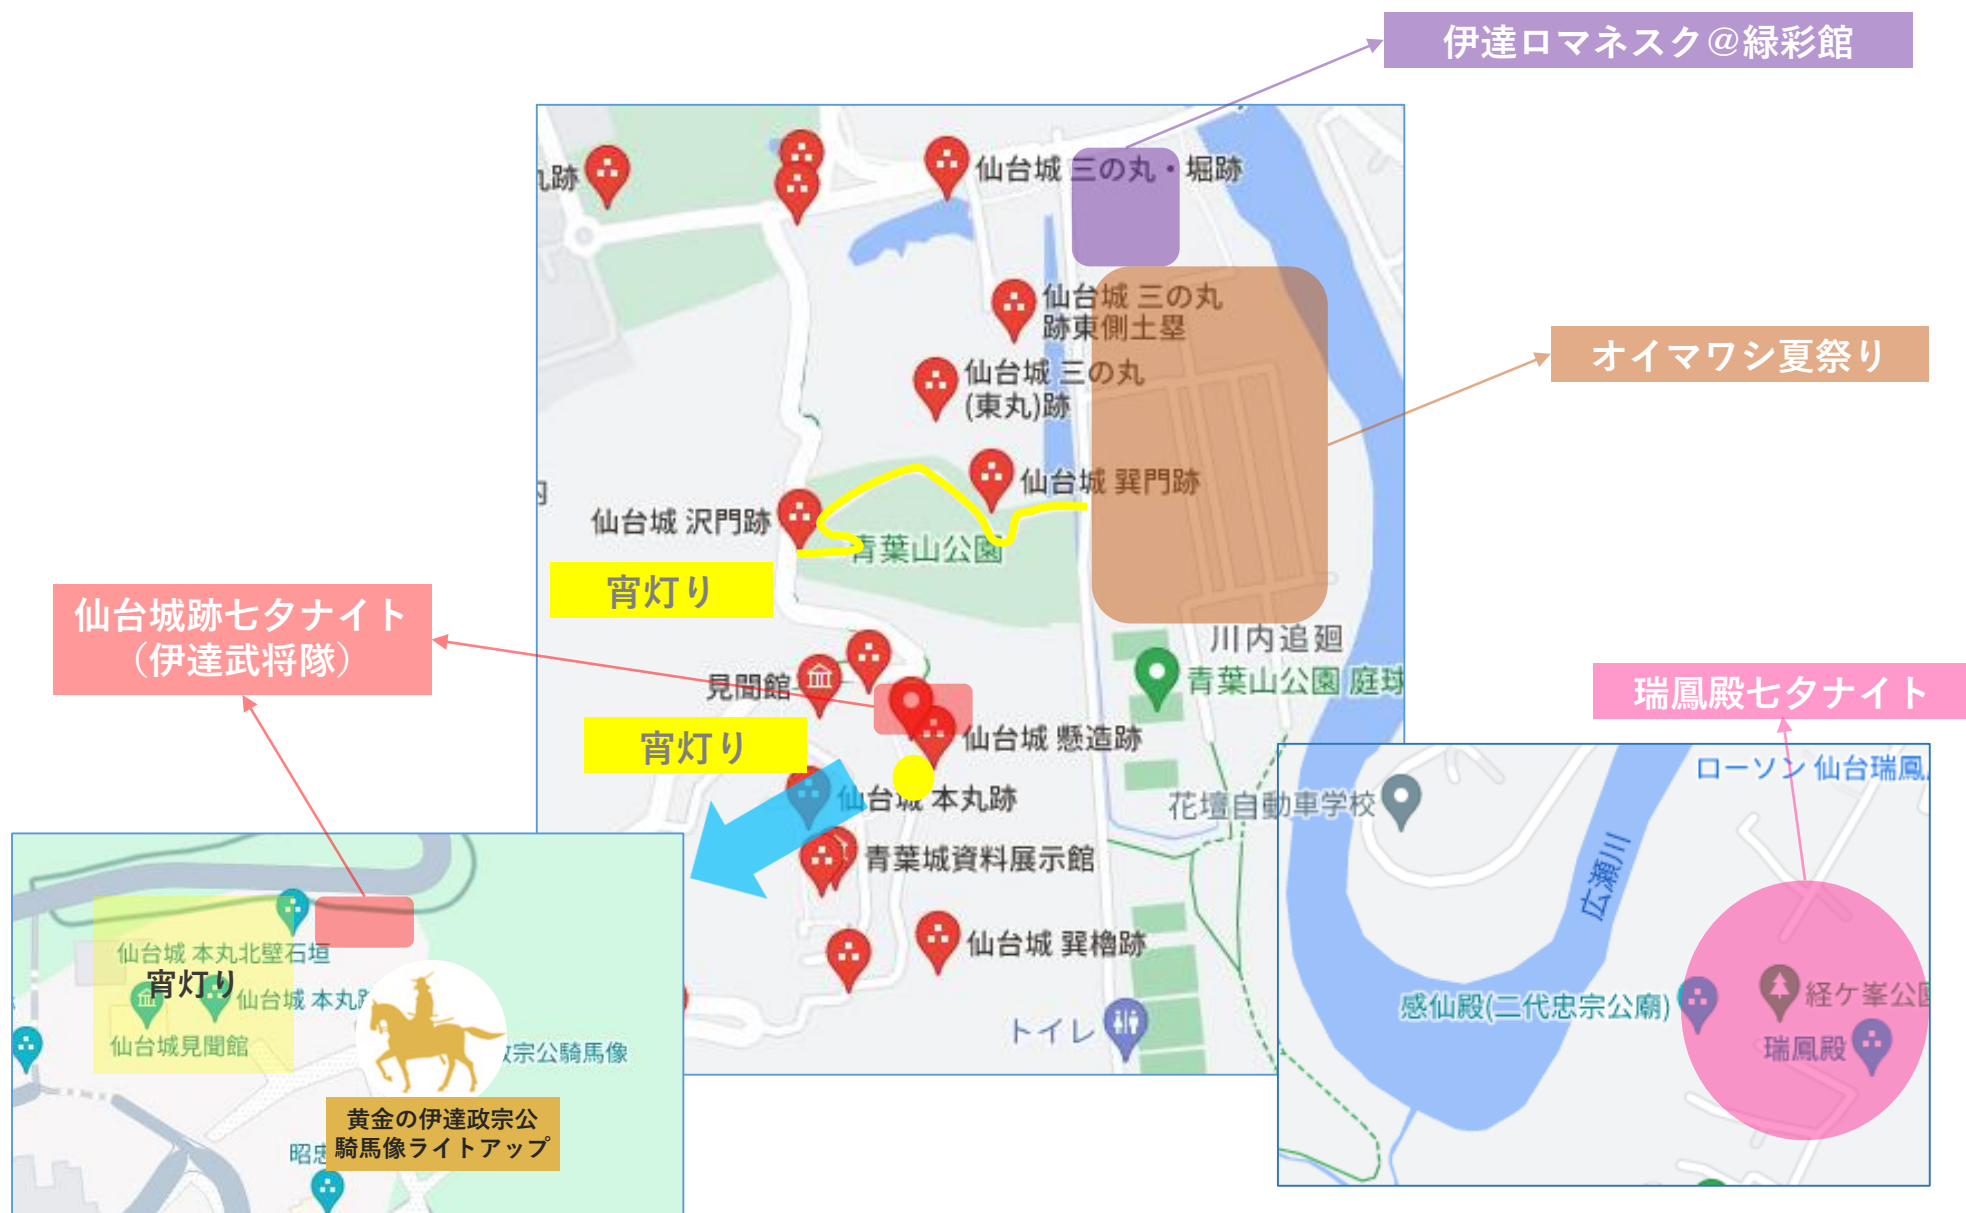 伊達ロマネスク@緑彩館
丸跡
仙台城 三の丸・堀跡
仙台城 三の丸
跡東側土塁
オイマワシ夏祭り
仙台城 三の丸
(東丸)跡
仙台城 巽門跡
仙台城 沢門跡
青葉山公園
宵灯り
仙台城跡七夕ナイト
（伊達武将隊）
川内追廻
見聞館
青葉山公園 庭球
瑞鳳殿七夕ナイト
宵灯り
仙台城 懸造跡
ローソン 仙台瑞鳳
仙台城 本丸跡
花壇自動車学校
青葉城資料展示館
広瀬川
仙台城 本丸北壁石垣
仙台城 巽櫓跡
宵灯り
仙台城 本丸跡
経ケ峯公園
感仙殿(二代忠宗公廟)
トイレ
仙台城見聞館
宗公騎馬像
瑞鳳殿
黄金の伊達政宗公
騎馬像ライトアップ
昭忠